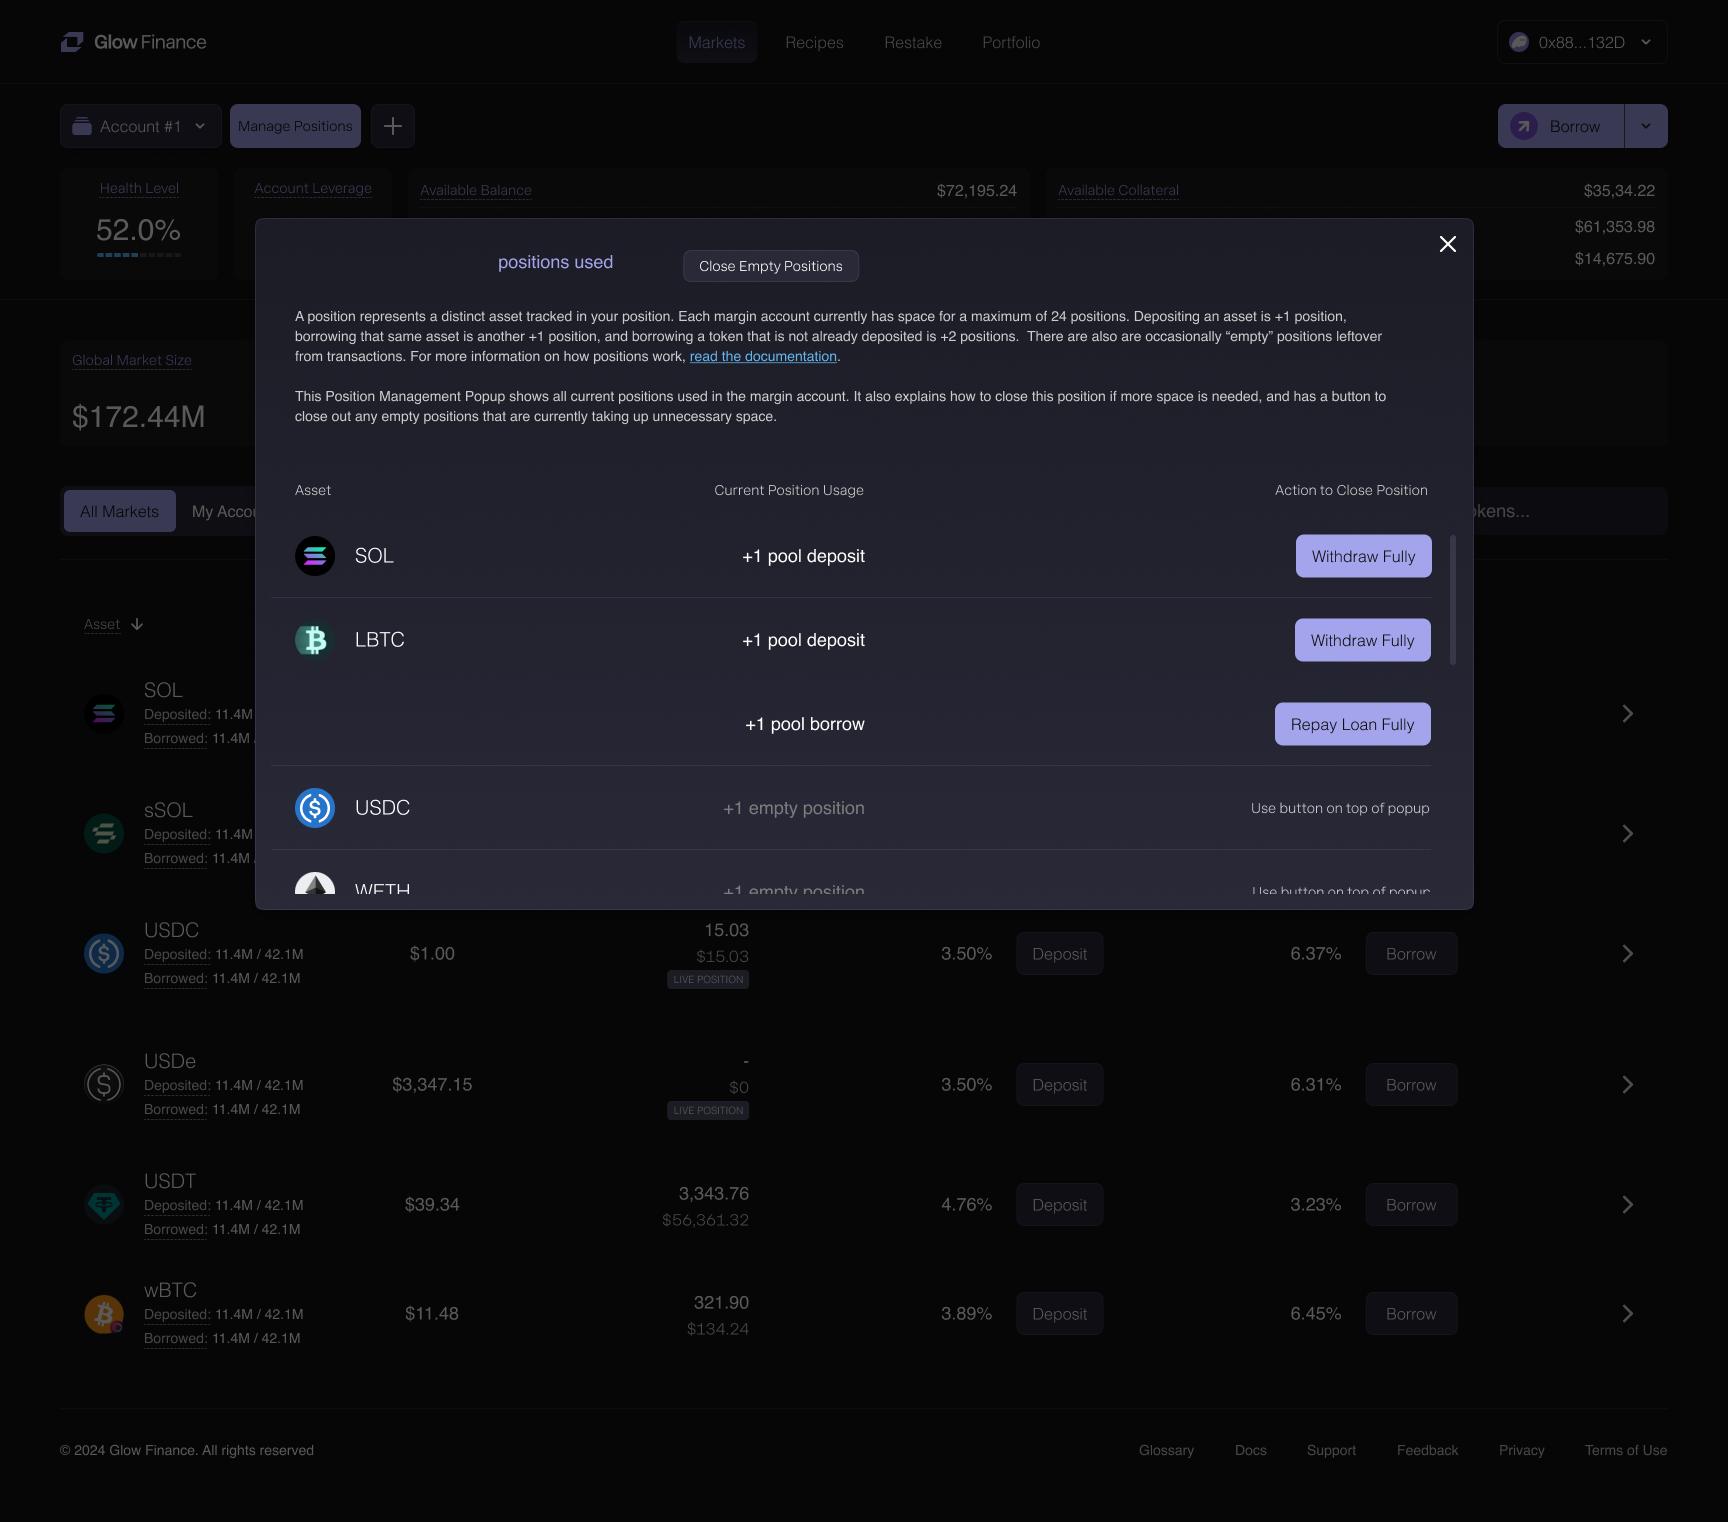 Glow Finance
Markets
Recipes
Restake
Portfolio
0x88...132D
Account #1
Manage Positions
Borrow
Health Level
52.0%
Account Leverage
Available Balance
$72,195.24
Available Collateral
$35,34.22
$61,353.98
$14,675.90
positions used
Close Empty Positions
A position represents a distinct asset tracked in your position. Each margin account currently has space for a maximum of 24 positions. Depositing an asset is +1 position,
borrowing that same asset is another +1 position, and borrowing a token that is not already deposited is +2 positions. There are also are occasionally “empty” positions leftover
from transactions. For more information on how positions work, read the documentation.
This Position Management Popup shows all current positions used in the margin account. It also explains how to close this position if more space is needed, and has a button to
close out any empty positions that are currently taking up unnecessary space.
Global Market Size
$172.44M
All Markets
My Accou
okens...
Asset
Current Position Usage
Action to Close Position
SOL
+1 pool deposit
Withdraw Fully
LBTC
+1 pool deposit
Withdraw Fully
+1 pool borrow
Repay Loan Fully
USDC
+1 empty position
Use button on top of popup
WETH
+1 empty position
Use button on top of popup
Asset
SOL
Deposited: 11.4M
Borrowed: 11.4M /
sSOL
Deposited: 11.4M
Borrowed: 11.4M /
USDC
Deposited: 11.4M / 42.1M
Borrowed: 11.4M / 42.1M
$1.00
15.03
$15.03
LIVE POSITION
3.50%
Deposit
6.37%
Borrow
USDe
Deposited: 11.4M / 42.1M
Borrowed: 11.4M / 42.1M
$3,347.15
-
$0
LIVE POSITION
3.50%
Deposit
6.31%
Borrow
USDT
Deposited: 11.4M / 42.1M
Borrowed: 11.4M / 42.1M
$39.34
3,343.76
$56,361.32
4.76%
Deposit
3.23%
Borrow
wBTC
Deposited: 11.4M / 42.1M
Borrowed: 11.4M / 42.1M
$11.48
321.90
$134.24
3.89%
Deposit
6.45%
Borrow
© 2024 Glow Finance. All rights reserved
Glossary
Docs
Support
Feedback
Privacy
Terms of Use